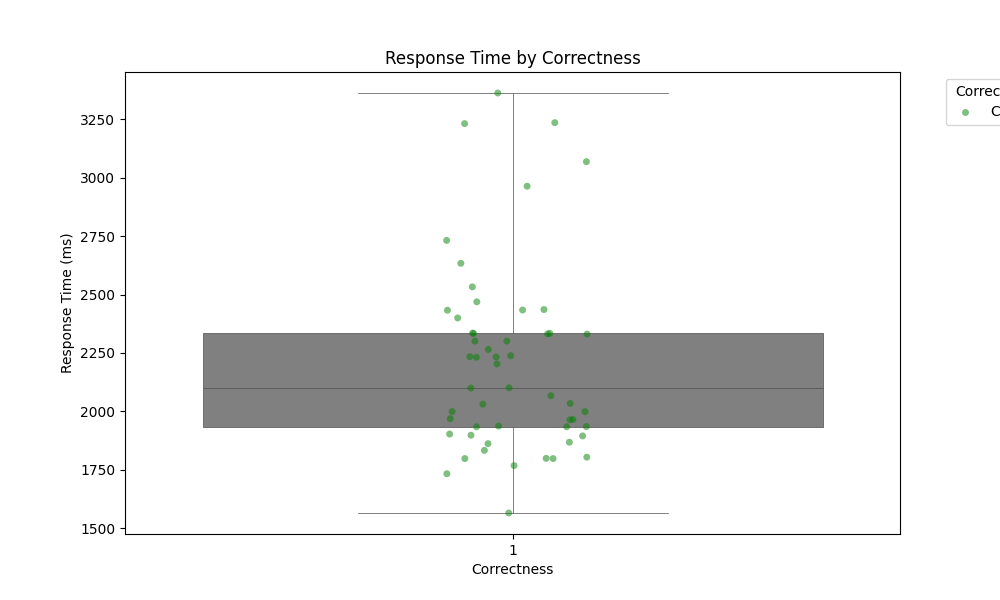 Response Time by Correctness
Correc
C
3250
3000
2750
2500
2250
2000
1750
1500
Response Time (ms)
1
Correctness